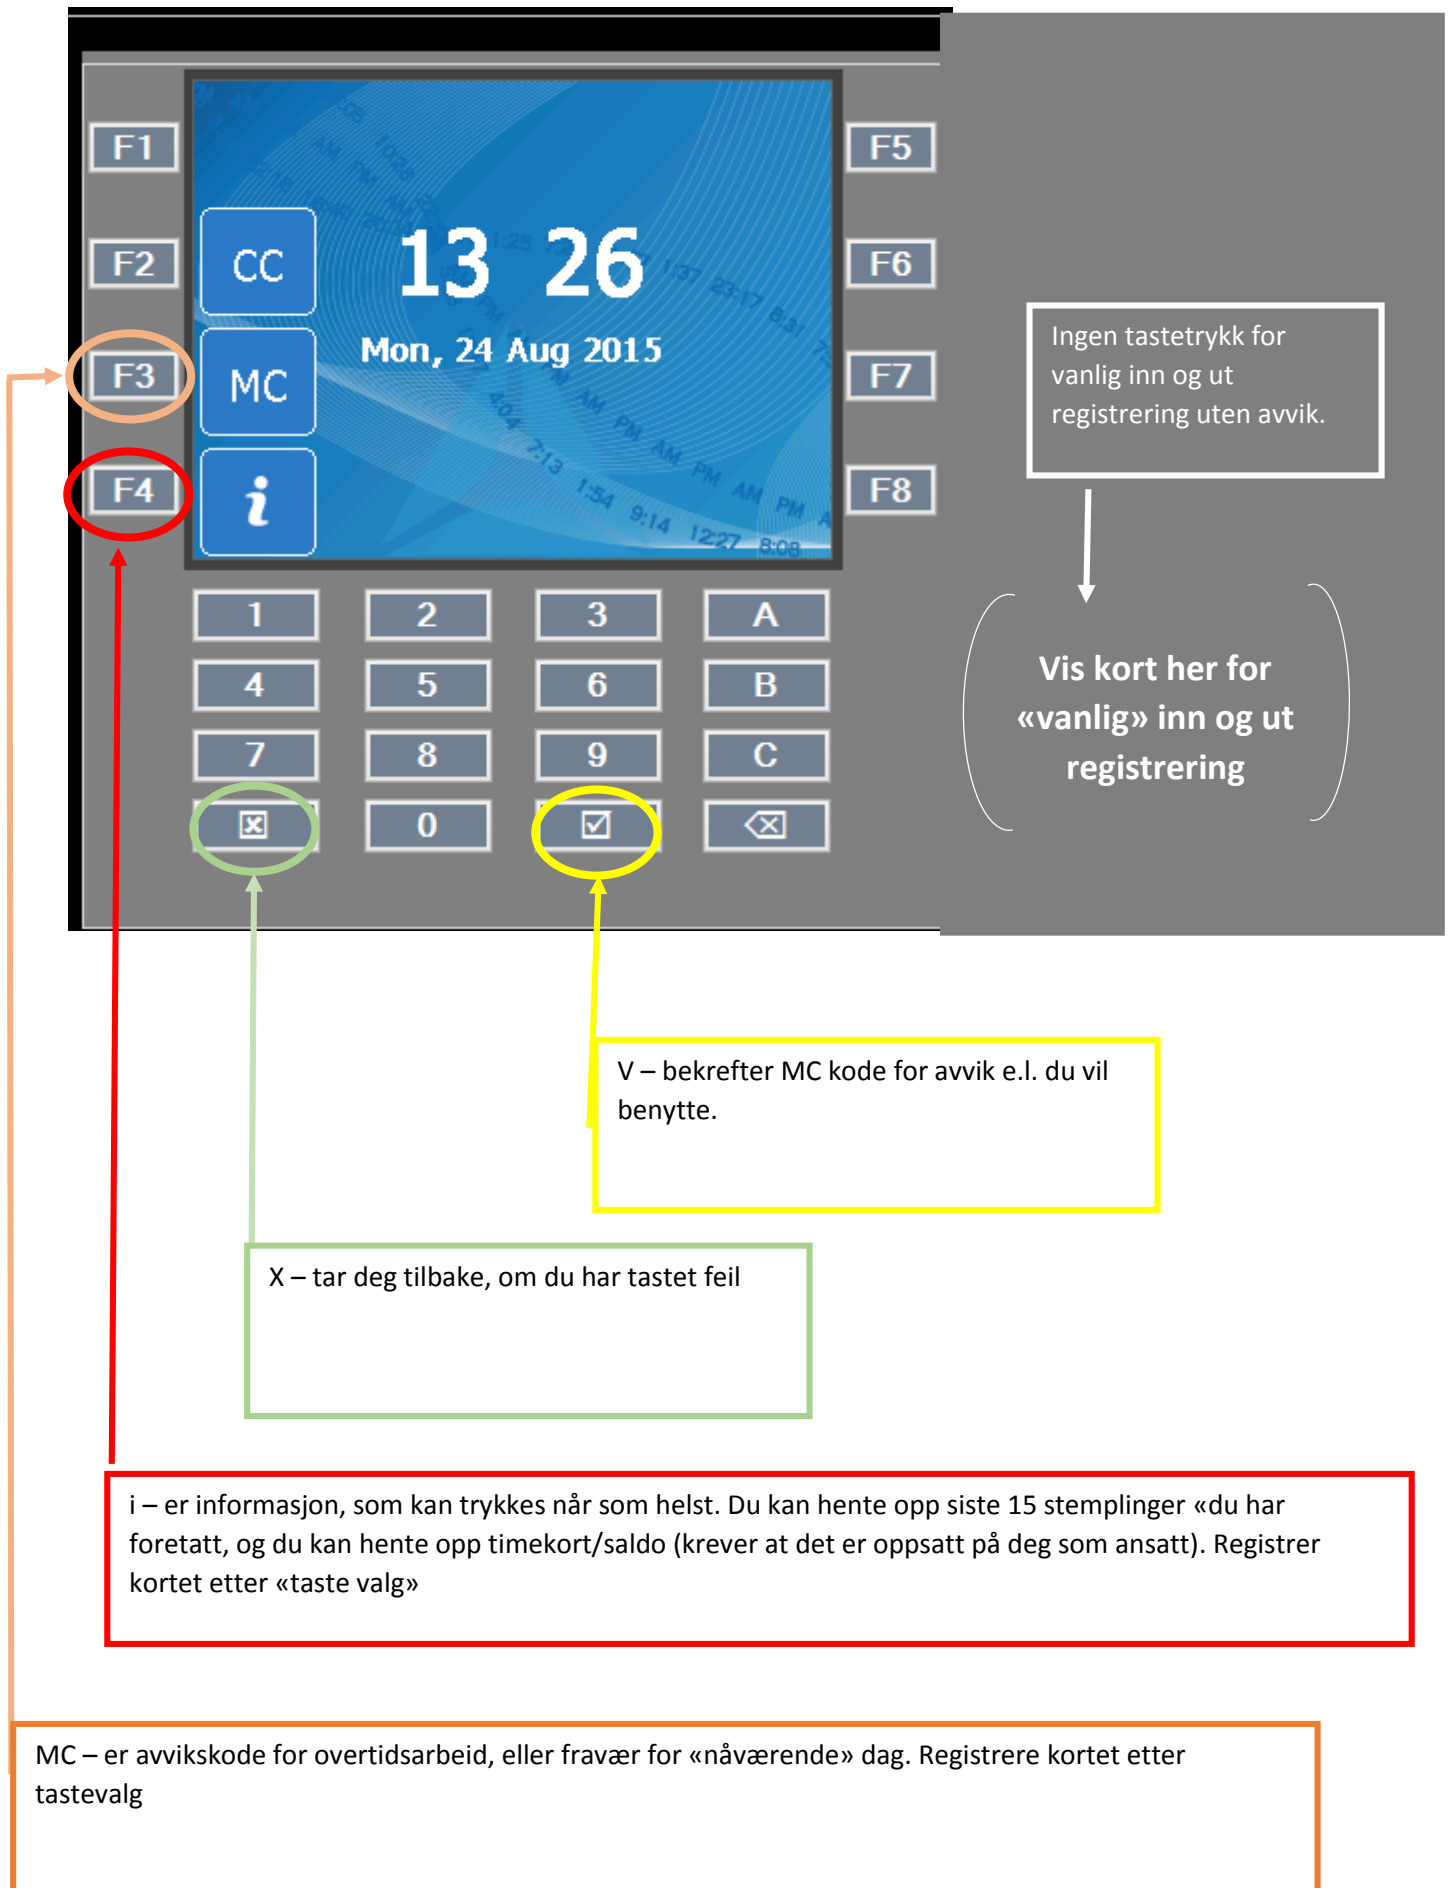 F1
F2
F3
F4
CC
MC
i
13 26
Mon, 24 Aug 2015
F5
F6
F7
F8
1 2 3 A
4 5 6 B
7 8 9 C
0
Ingen tastetrykk for
vanlig inn og ut
registrering uten avvik.
Vis kort her for
«vanlig» inn og ut
registrering
V – bekrefter MC kode for avvik e.l. du vil
benytte.
X – tar deg tilbake, om du har tastet feil
i – er informasjon, som kan trykkes når som helst. Du kan hente opp siste 15 stemplinger «du har
foretatt, og du kan hente opp timekort/saldo (krever at det er oppsatt på deg som ansatt). Registrer
kortet etter «taste valg»
MC – er avvikskode for overtidsarbeid, eller fravær for «nåværende» dag. Registrere kortet etter
tastevalg